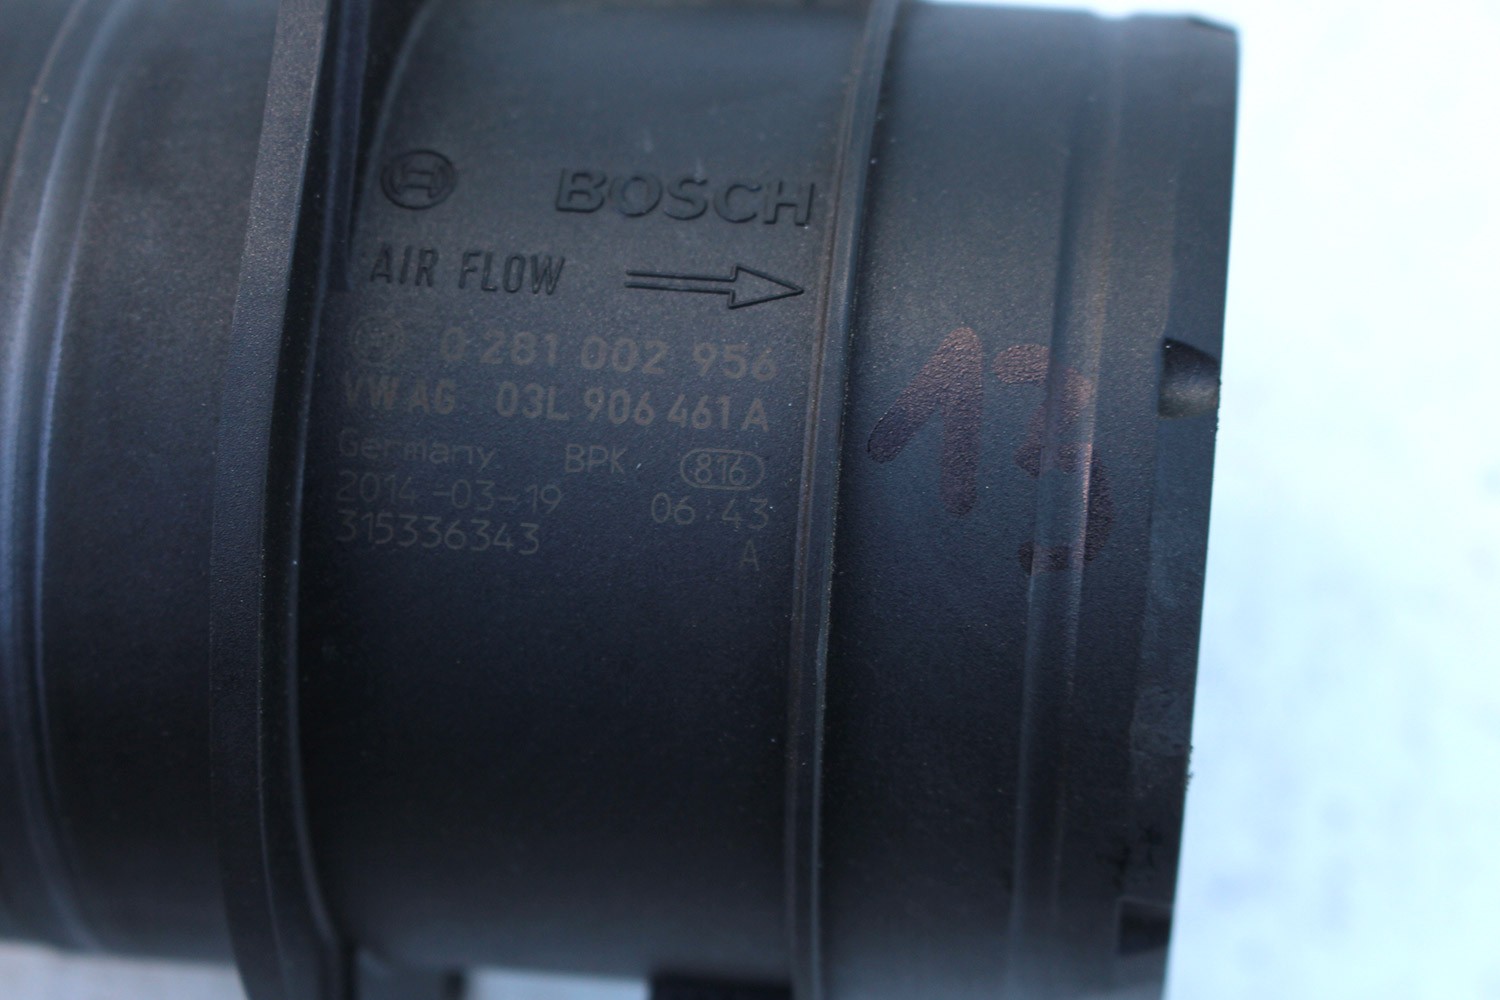 BOSCH
AIR FLOW
0 281 002 956
VW AG 03L 906 461 A
Germany BPK 816
2014-03-19 06:43
315336343 A
13